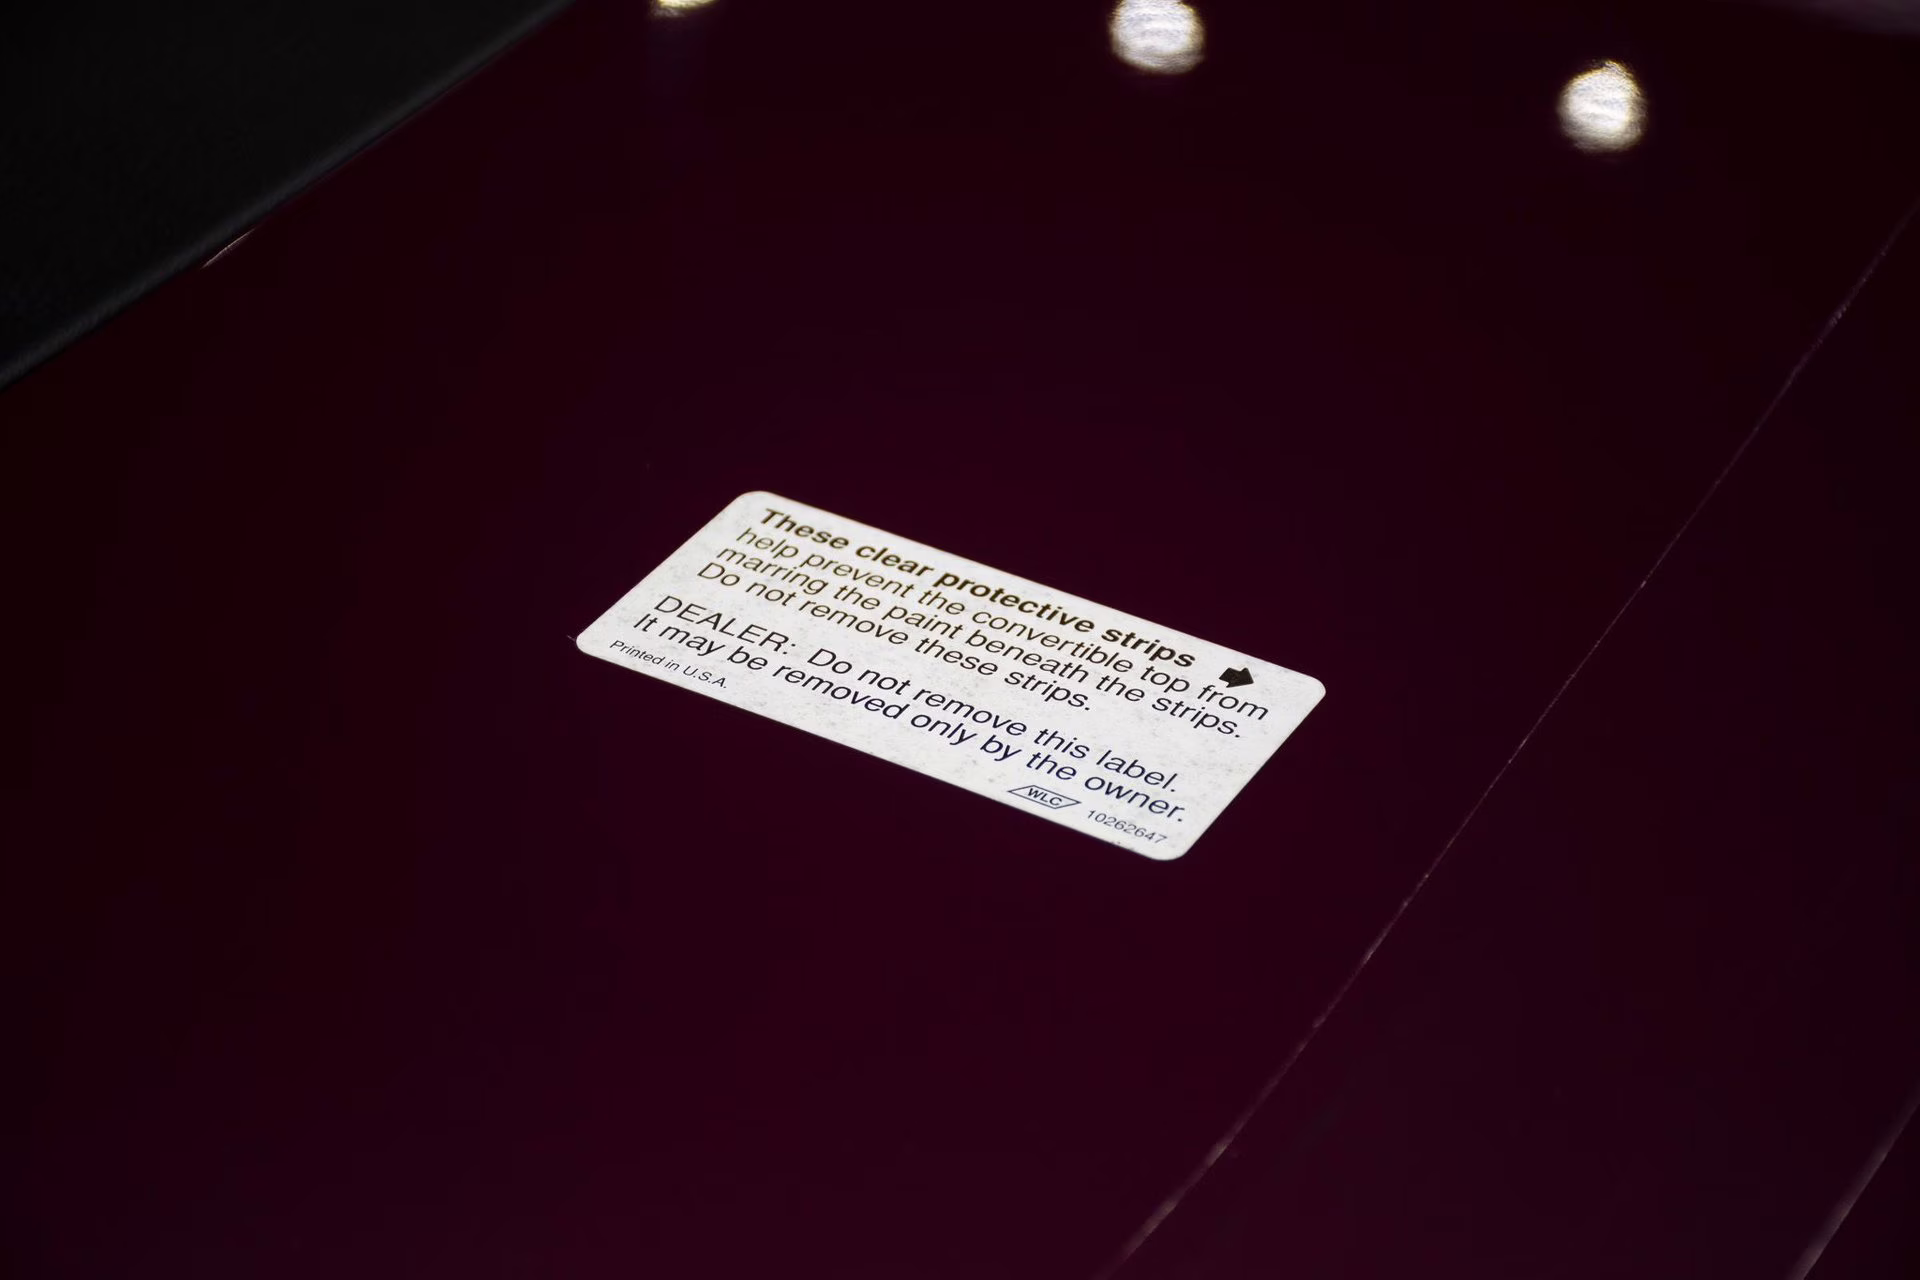 These clear protective strips
help prevent the convertible top from
marring the paint beneath the strips.
Do not remove these strips.
DEALER: Do not remove this label.
It may be removed only by the owner.
Printed in U.S.A.
WLC 10262647